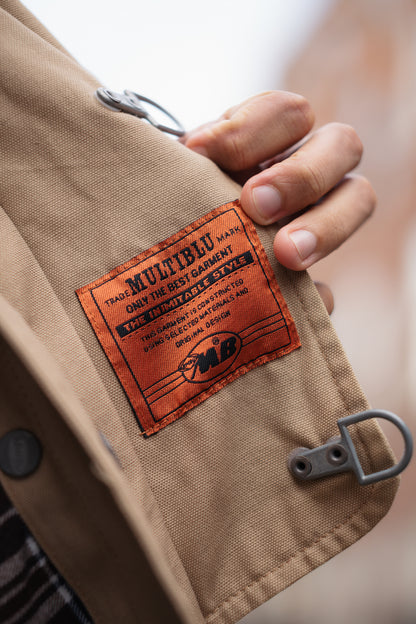 TRADE MULTIBLU MARK
ONLY THE BEST GARMENT
THE INIMITABLE STYLE
THIS GARMENT IS CONSTRUCTED
USING SELECTED MATERIALS AND
ORIGINAL DESIGN
MB